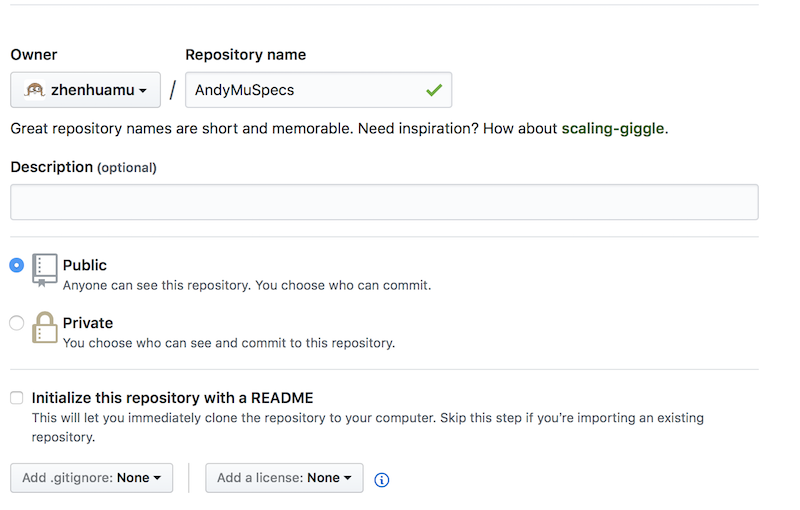 Owner
Repository name
zhenhuamu
/
AndyMuSpecs
Great repository names are short and memorable. Need inspiration? How about scaling-giggle.
Description (optional)
Public
Anyone can see this repository. You choose who can commit.
Private
You choose who can see and commit to this repository.
Initialize this repository with a README
This will let you immediately clone the repository to your computer. Skip this step if you're importing an existing
repository.
Add .gitignore: None
Add a license: None